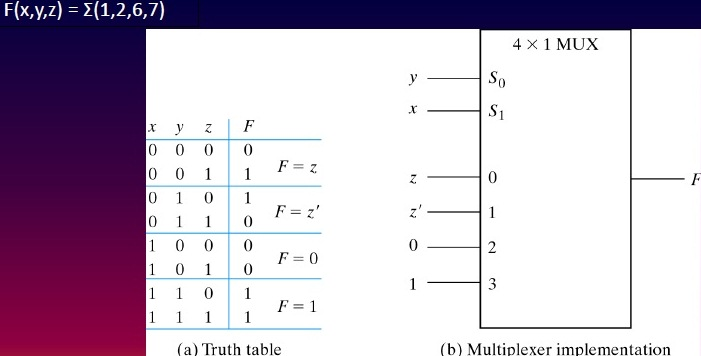 F(x,y,z) = Σ(1,2,6,7)
x y z F
0 0 0 0
0 0 1 1
F = z
0 1 0 1
0 1 1 0
F = z′
1 0 0 0
1 0 1 0
F = 0
1 1 0 1
1 1 1 1
F = 1
(a) Truth table
4 × 1 MUX
y S0
x S1
z 0 F
z′ 1
0 2
1 3
(b) Multiplexer implementation